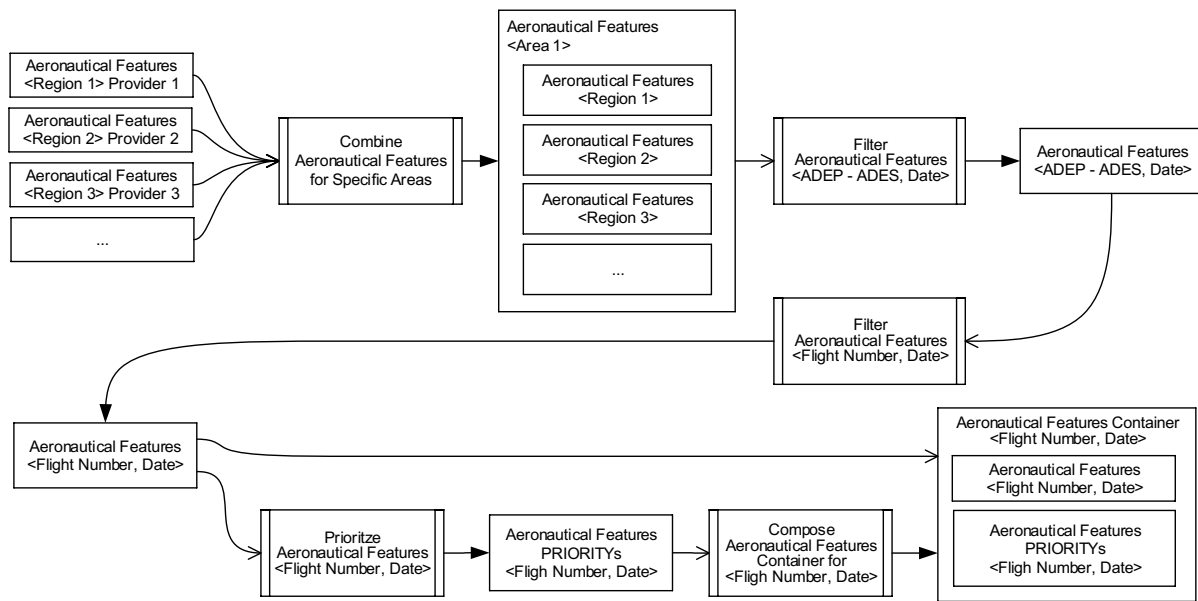 Aeronautical Features
<Region 1> Provider 1
Aeronautical Features
<Region 2> Provider 2
Aeronautical Features
<Region 3> Provider 3
...
Combine
Aeronautical Features
for Specific Areas
Aeronautical Features
<Area 1>
Aeronautical Features
<Region 1>
Aeronautical Features
<Region 2>
Aeronautical Features
<Region 3>
...
Filter
Aeronautical Features
<ADEP - ADES, Date>
Aeronautical Features
<ADEP - ADES, Date>
Filter
Aeronautical Features
<Flight Number, Date>
Aeronautical Features
<Flight Number, Date>
Prioritze
Aeronautical Features
<Flight Number, Date>
Aeronautical Features
PRIORITYs
<Fligh Number, Date>
Compose
Aeronautical Features
Container for
<Fligh Number, Date>
Aeronautical Features Container
<Flight Number, Date>
Aeronautical Features
<Flight Number, Date>
Aeronautical Features
PRIORITYs
<Fligh Number, Date>